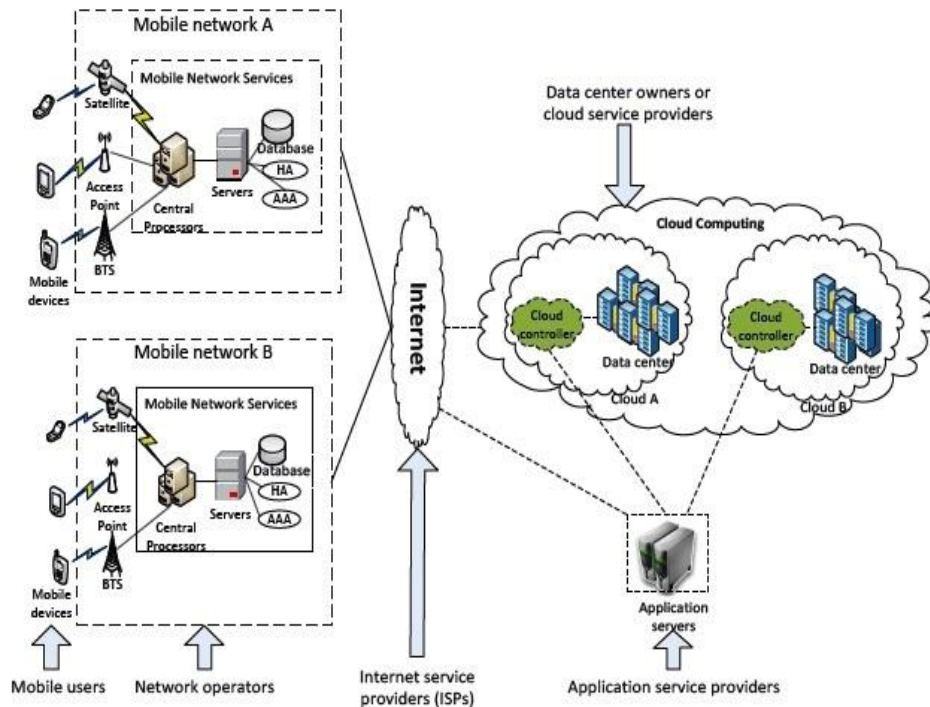 Mobile network A
Mobile Network Services
Satellite
Database
HA
AAA
Access
Point
Servers
Central
Processors
BTS
Mobile
devices
Mobile network B
Mobile Network Services
Satellite
Database
HA
AAA
Access
Point
Servers
Central
Processors
BTS
Mobile
devices
Mobile users
Network operators
Internet
Internet service
providers (ISPs)
Data center owners or
cloud service providers
Cloud Computing
Cloud
controller
Data center
Cloud A
Cloud
controller
Data center
Cloud B
Application
servers
Application service providers